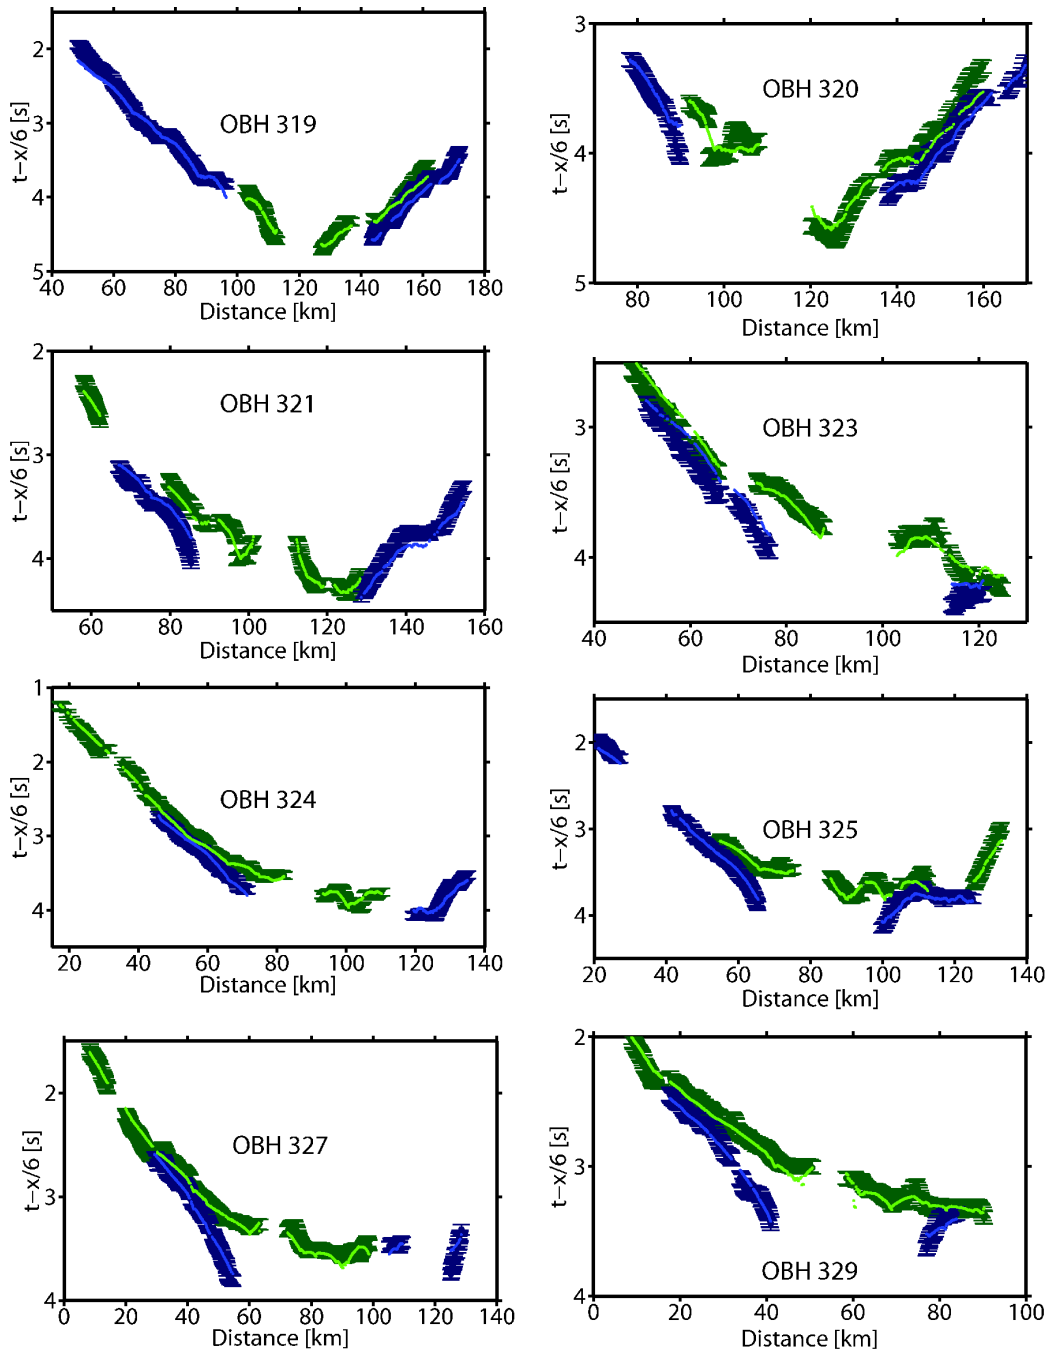 2
3
4
5
t−x/6 [s]
OBH 319
40 60 80 100 120 140 160 180
Distance [km]
3
4
5
t−x/6 [s]
OBH 320
80 100 120 140 160
Distance [km]
2
3
4
t−x/6 [s]
OBH 321
60 80 100 120 140 160
Distance [km]
3
4
t−x/6 [s]
OBH 323
40 60 80 100 120
Distance [km]
1
2
3
4
t−x/6 [s]
OBH 324
20 40 60 80 100 120 140
Distance [km]
2
3
4
t−x/6 [s]
OBH 325
20 40 60 80 100 120 140
Distance [km]
2
3
4
t−x/6 [s]
OBH 327
0 20 40 60 80 100 120 140
Distance [km]
2
3
4
t−x/6 [s]
OBH 329
0 20 40 60 80 100
Distance [km]